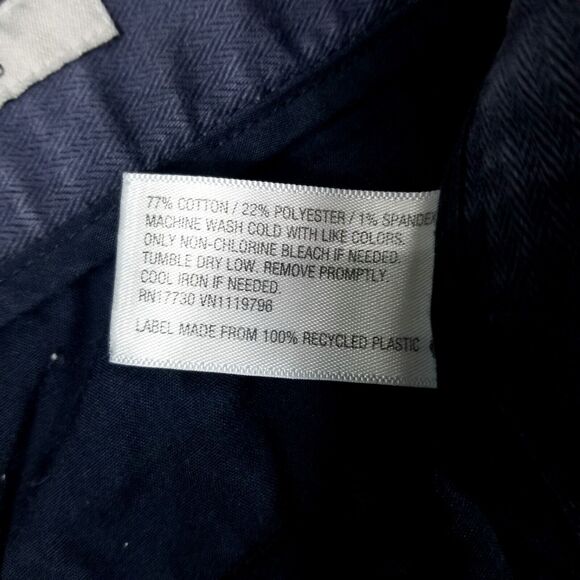 77% COTTON / 22% POLYESTER / 1% SPANDEX
MACHINE WASH COLD WITH LIKE COLORS.
ONLY NON-CHLORINE BLEACH IF NEEDED.
TUMBLE DRY LOW. REMOVE PROMPTLY.
COOL IRON IF NEEDED.
RN17730 VN1119796
LABEL MADE FROM 100% RECYCLED PLASTIC